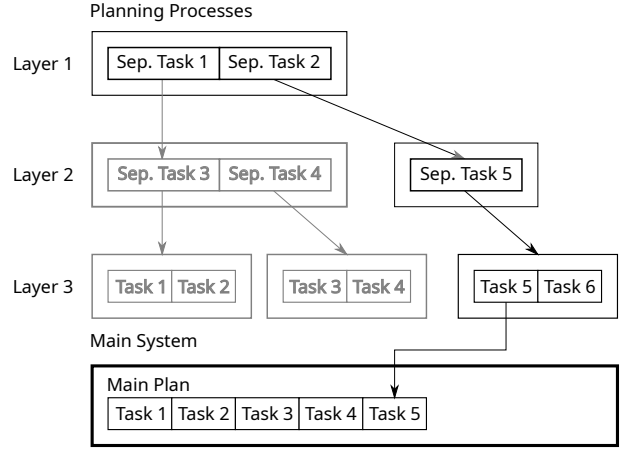 Planning Processes
Layer 1
Sep. Task 1 Sep. Task 2
Layer 2
Sep. Task 3 Sep. Task 4
Sep. Task 5
Layer 3
Task 1 Task 2
Task 3 Task 4
Task 5 Task 6
Main System
Main Plan
Task 1 Task 2 Task 3 Task 4 Task 5